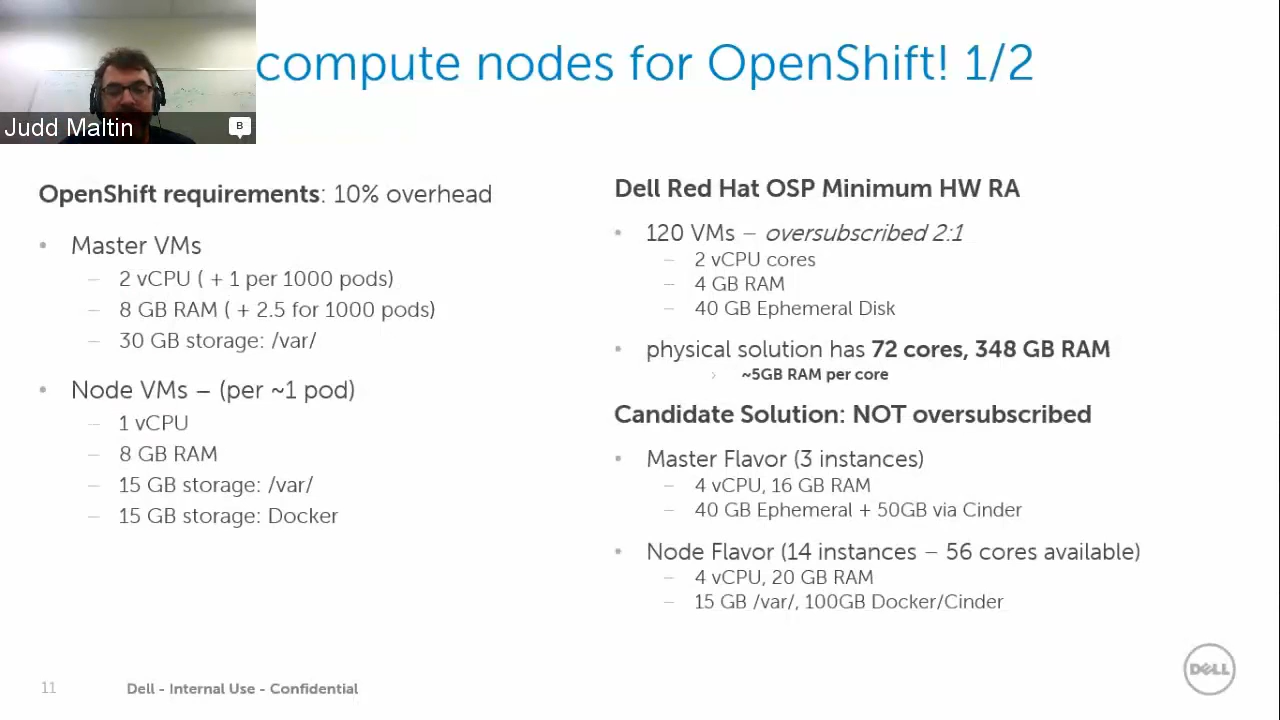 compute nodes for OpenShift! 1/2
Judd Maltin
B
OpenShift requirements: 10% overhead
• Master VMs
– 2 vCPU ( + 1 per 1000 pods)
– 8 GB RAM ( + 2.5 for 1000 pods)
– 30 GB storage: /var/
• Node VMs – (per ~1 pod)
– 1 vCPU
– 8 GB RAM
– 15 GB storage: /var/
– 15 GB storage: Docker
Dell Red Hat OSP Minimum HW RA
• 120 VMs – oversubscribed 2:1
– 2 vCPU cores
– 4 GB RAM
– 40 GB Ephemeral Disk
• physical solution has 72 cores, 348 GB RAM
› ~5GB RAM per core
Candidate Solution: NOT oversubscribed
• Master Flavor (3 instances)
– 4 vCPU, 16 GB RAM
– 40 GB Ephemeral + 50GB via Cinder
• Node Flavor (14 instances – 56 cores available)
– 4 vCPU, 20 GB RAM
– 15 GB /var/, 100GB Docker/Cinder
11
Dell - Internal Use - Confidential
DELL